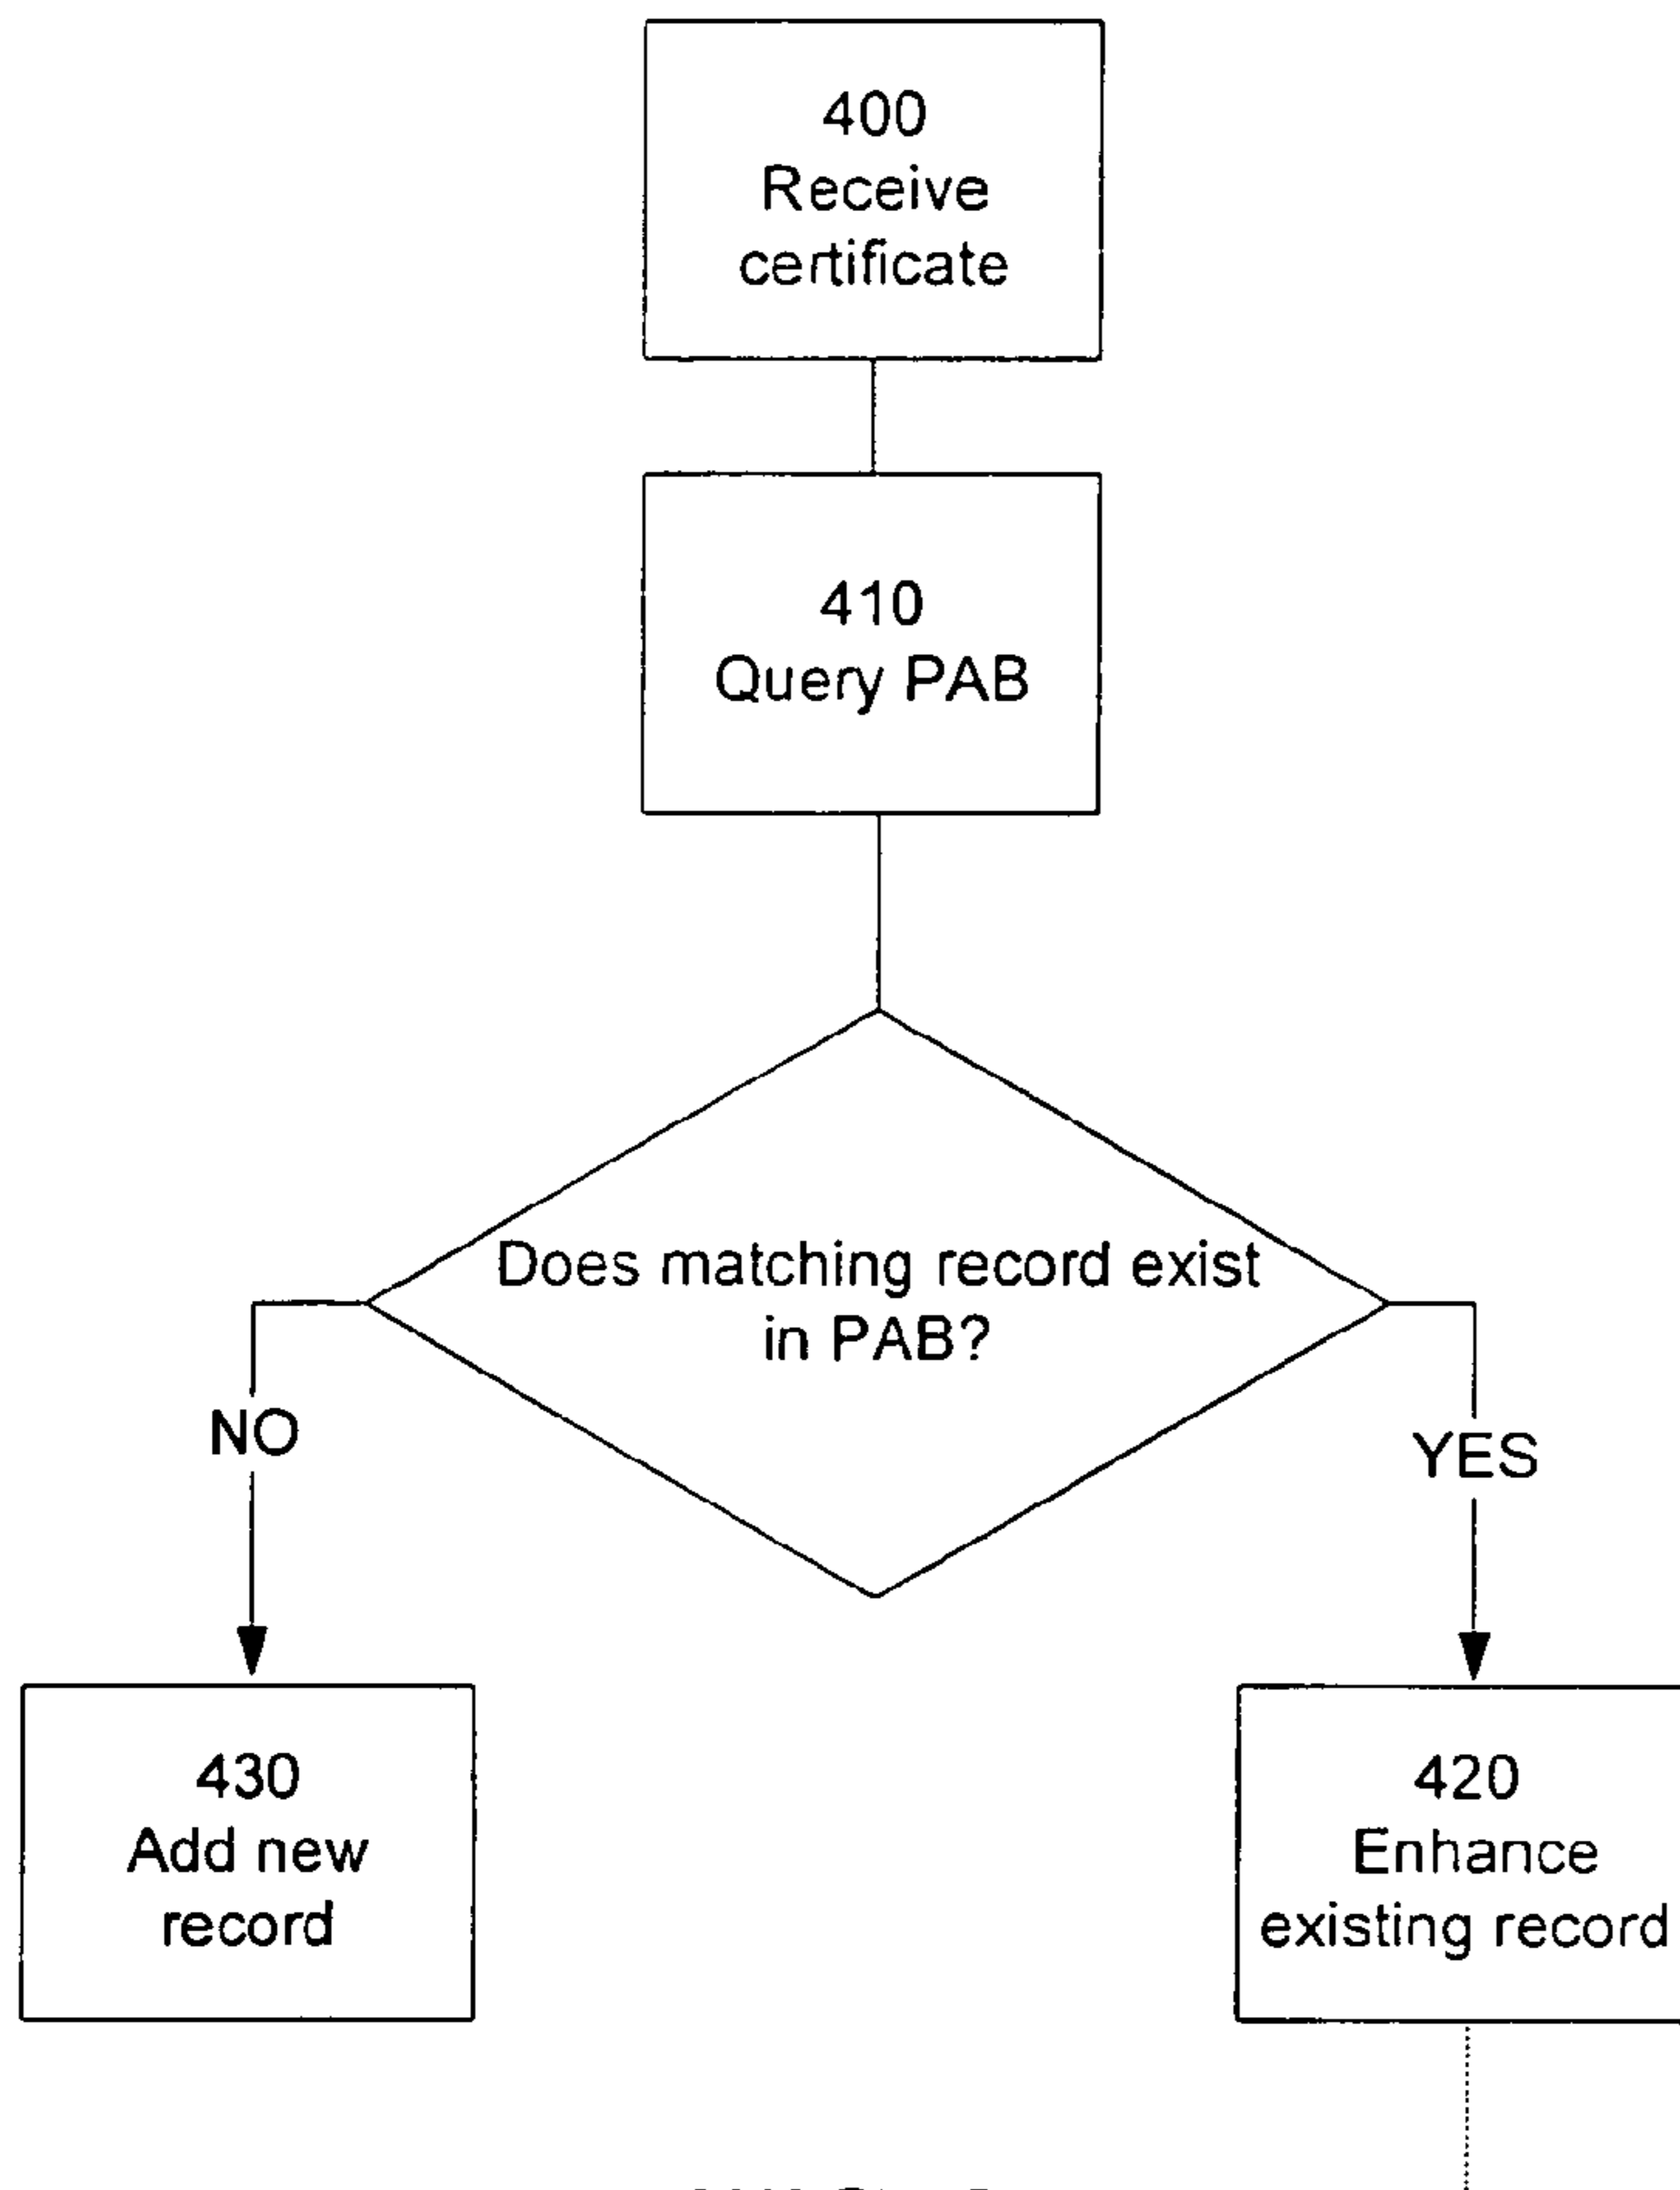 400
Receive
certificate
410
Query PAB
Does matching record exist
in PAB?
NO
YES
430
Add new
record
420
Enhance
existing record